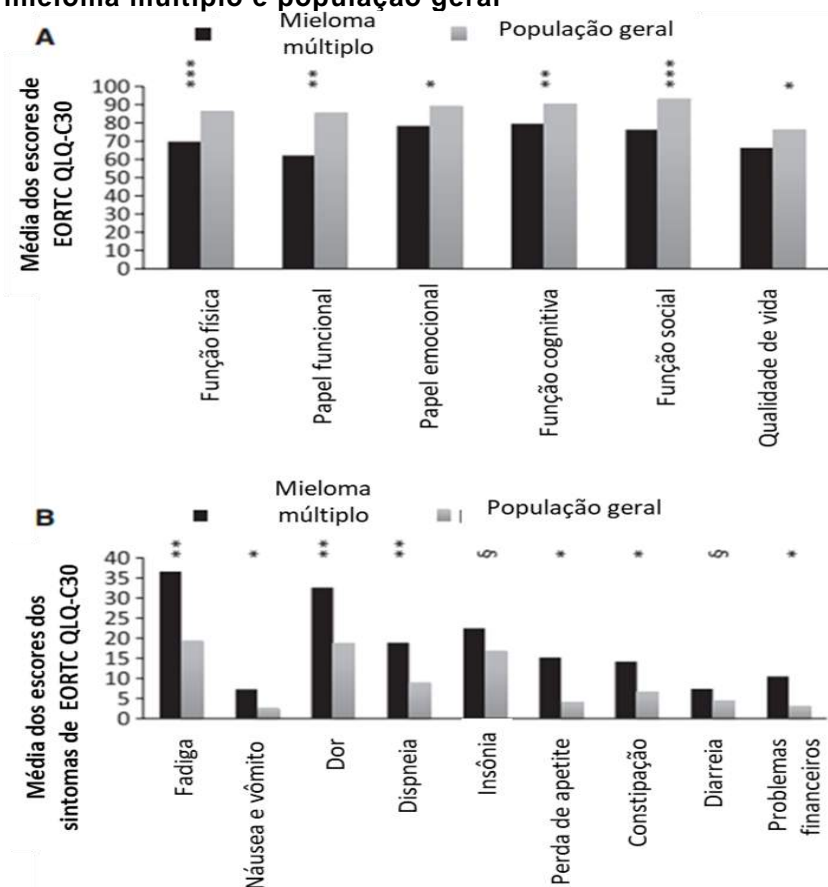 mieloma múltiplo e população geral
A
Mieloma
múltiplo
População geral
Média dos escores de
EORTC QLQ-C30
*** ** * ** *** *
100
90
80
70
60
50
40
30
20
10
0
Função física
Papel funcional
Papel emocional
Função cognitiva
Função social
Qualidade de vida
B
Mieloma
múltiplo
População geral
Média dos escores dos
sintomas de EORTC QLQ-C30
** * ** ** § * * § *
40
35
30
25
20
15
10
5
0
Fadiga
Náusea e vômito
Dor
Dispneia
Insônia
Perda de apetite
Constipação
Diarreia
Problemas
financeiros